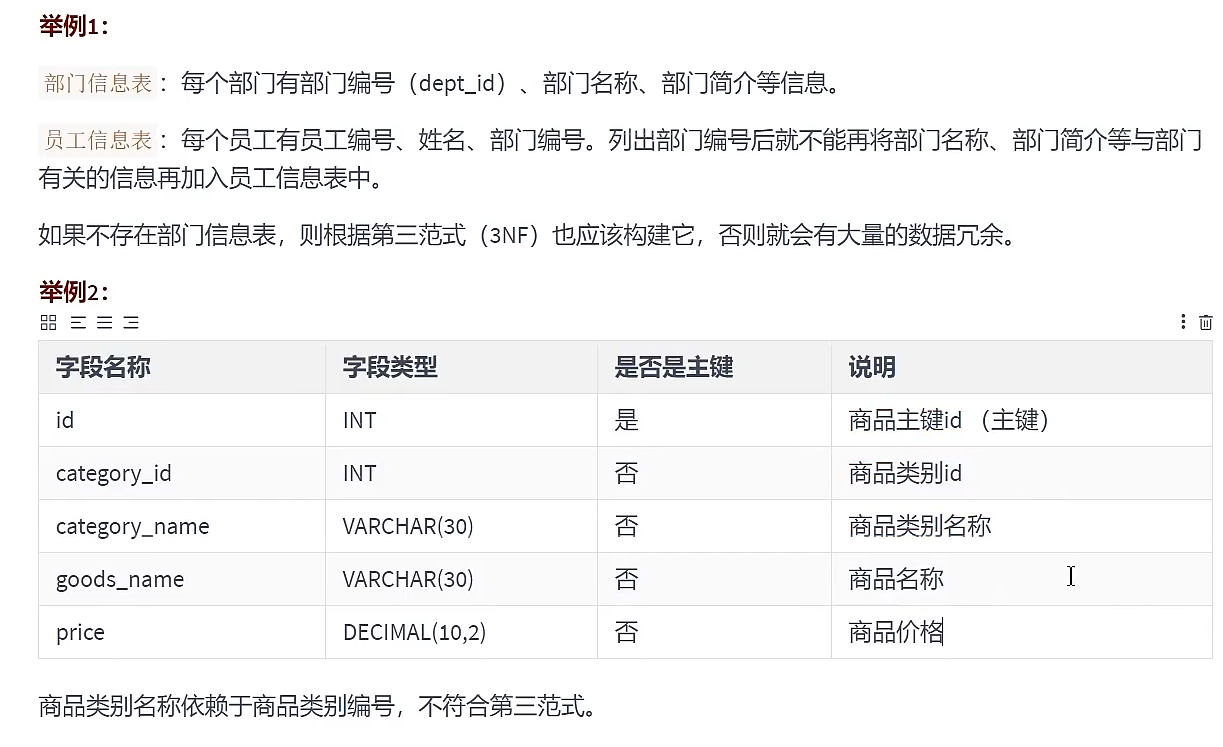 举例1：
部门信息表：每个部门有部门编号（dept_id）、部门名称、部门简介等信息。
员工信息表：每个员工有员工编号、姓名、部门编号。列出部门编号后就不能再将部门名称、部门简介等与部门
有关的信息再加入员工信息表中。
如果不存在部门信息表，则根据第三范式（3NF）也应该构建它，否则就会有大量的数据冗余。
举例2：
字段名称 字段类型 是否是主键 说明
id INT 是 商品主键id （主键）
category_id INT 否 商品类别id
category_name VARCHAR(30) 否 商品类别名称
goods_name VARCHAR(30) 否 商品名称
price DECIMAL(10,2) 否 商品价格
商品类别名称依赖于商品类别编号，不符合第三范式。